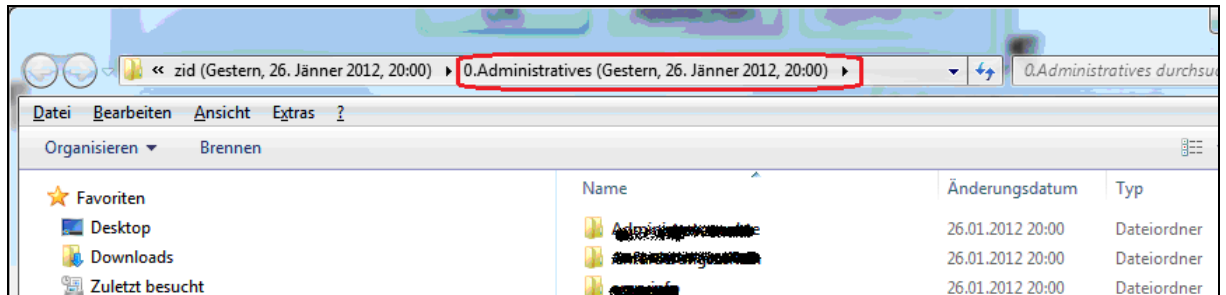 « zid (Gestern, 26. Jänner 2012, 20:00) 0.Administratives (Gestern, 26. Jänner 2012, 20:00) 0.Administratives durchsu
Datei Bearbeiten Ansicht Extras ?
Organisieren Brennen
Favoriten Name Änderungsdatum Typ
Desktop 26.01.2012 20:00 Dateiordner
Downloads 26.01.2012 20:00 Dateiordner
Zuletzt besucht 26.01.2012 20:00 Dateiordner